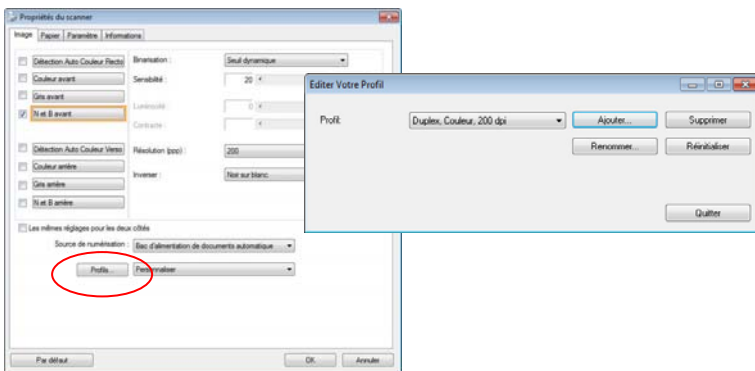 Propriétés du scanner
Image Papier Paramètre Informations
Détection Auto Couleur Recto
Binarisation : Seuil dynamique
Couleur avant
Sensibilité : 20
Gris avant
Luminosité : 0
N et B avant
Contraste :
Détection Auto Couleur Verso
Résolution (ppp) : 200
Couleur arrière
Inverser : Noir sur blanc
Gris arrière
N et B arrière
Les mêmes réglages pour les deux côtés
Source de numérisation : Bac d'alimentation de documents automatique
Profils... Personnaliser
Par défaut OK Annuler
Editer Votre Profil
Profil: Duplex, Couleur, 200 dpi Ajouter... Supprimer
Renommer... Réinitialiser
Quitter